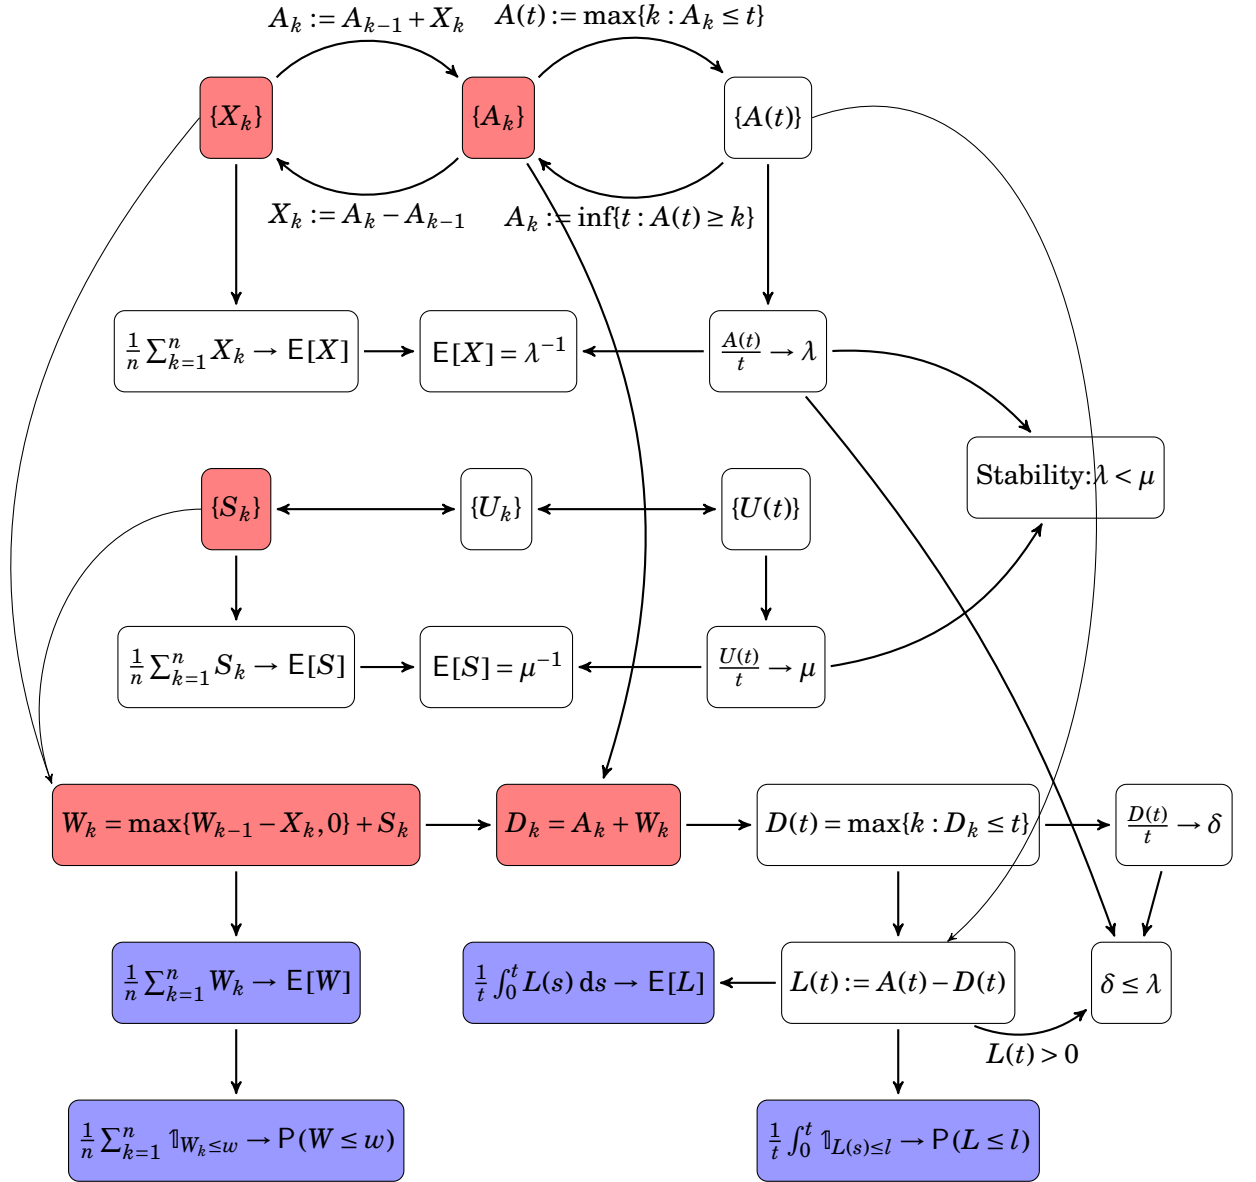 A_k := A_{k-1} + X_k
A(t) := max{k : A_k ≤ t}
{X_k}
{A_k}
{A(t)}
X_k := A_k − A_{k-1}
A_k := inf{t : A(t) ≥ k}
1/n ∑_{k=1}^n X_k → E[X]
E[X] = λ^{-1}
A(t)/t → λ
Stability: λ < μ
{S_k}
{U_k}
{U(t)}
1/n ∑_{k=1}^n S_k → E[S]
E[S] = μ^{-1}
U(t)/t → μ
W_k = max{W_{k-1} − X_k, 0} + S_k
D_k = A_k + W_k
D(t) = max{k : D_k ≤ t}
D(t)/t → δ
1/n ∑_{k=1}^n W_k → E[W]
1/t ∫_0^t L(s) ds → E[L]
L(t) := A(t) − D(t)
δ ≤ λ
L(t) > 0
1/n ∑_{k=1}^n 𝟙_{W_k ≤ w} → P(W ≤ w)
1/t ∫_0^t 𝟙_{L(s) ≤ l} → P(L ≤ l)